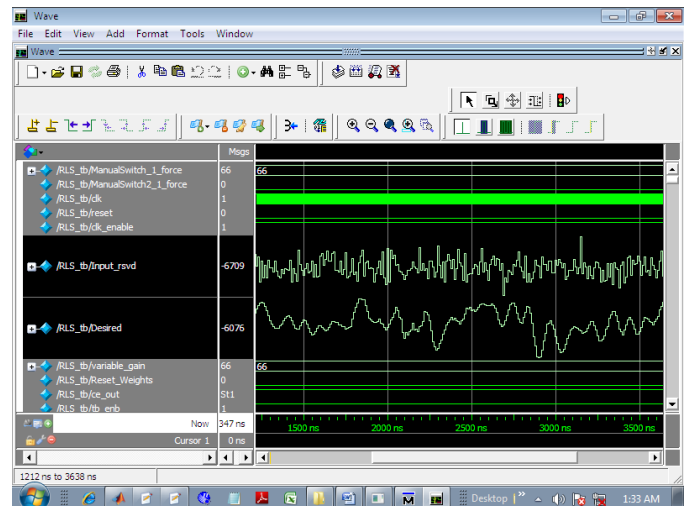 Wave
File Edit View Add Format Tools Window
Wave
Msgs
/RLS_tb/ManualSwitch_1_force 66 66
/RLS_tb/ManualSwitch2_1_force 0
/RLS_tb/clk 1
/RLS_tb/reset 0
/RLS_tb/clk_enable 1
/RLS_tb/Input_rsvd -6709
/RLS_tb/Desired -6076
/RLS_tb/variable_gain 66 66
/RLS_tb/Reset_Weights 0
/RLS_tb/ce_out St1
/RLS_tb/tb_enb 1
Now 347 ns 1500 ns 2000 ns 2500 ns 3000 ns 3500 ns
Cursor 1 0 ns
1212 ns to 3638 ns
Desktop 1:33 AM